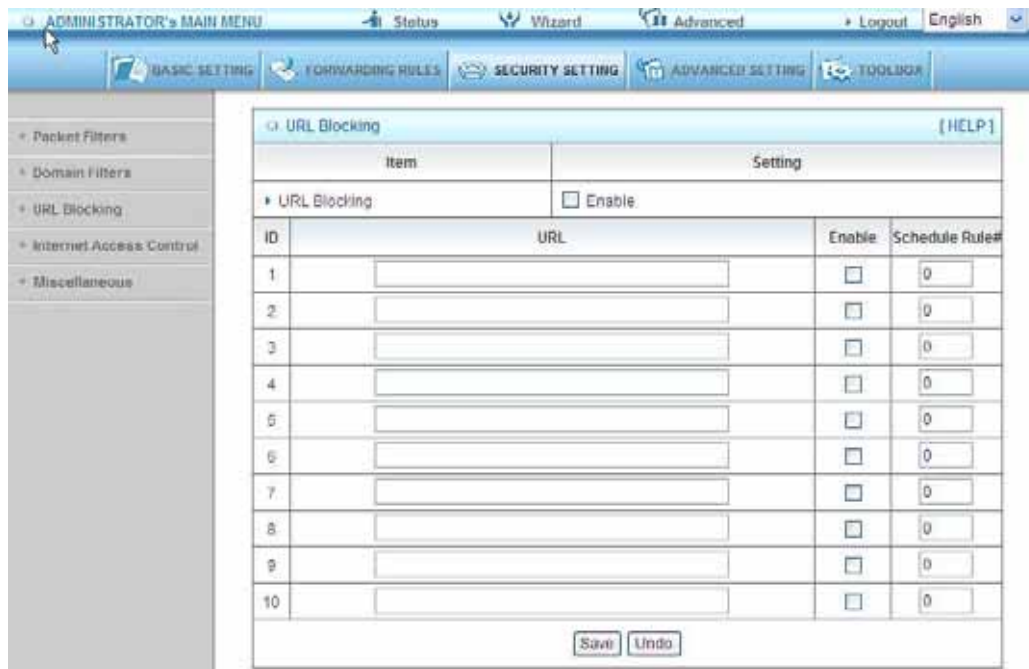 ADMINISTRATOR's MAIN MENU Status Wizard Advanced Logout English
BASIC SETTING FORWARDING RULES SECURITY SETTING ADVANCED SETTING TOOLBOX
Packet Filters
Domain Filters
URL Blocking
Internet Access Control
Miscellaneous
URL Blocking [HELP]
Item Setting
URL Blocking Enable
ID URL Enable Schedule Rule#
1 0
2 0
3 0
4 0
5 0
6 0
7 0
8 0
9 0
10 0
Save Undo